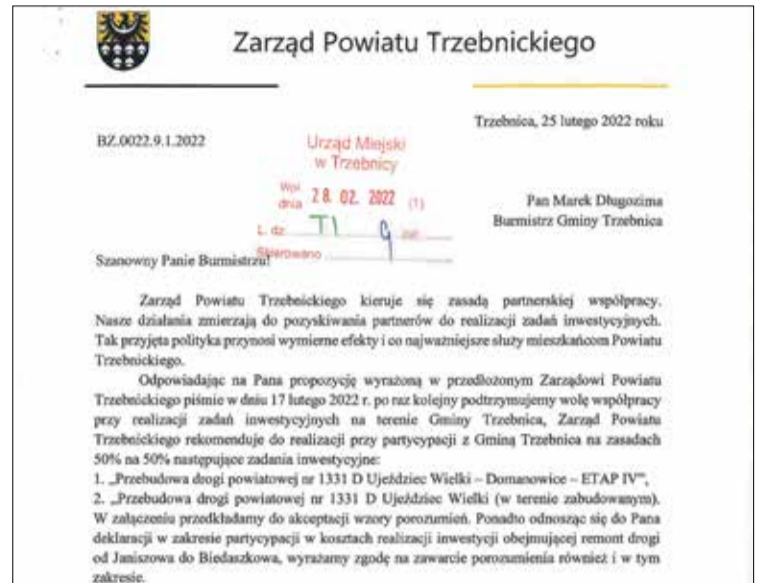 Zarząd Powiatu Trzebnickiego
Trzebnica, 25 lutego 2022 roku
BZ.0022.9.1.2022
Urząd Miejski
w Trzebnicy
Wpł.
dnia 28. 02. 2022 (1)
Pan Marek Długozima
Burmistrz Gminy Trzebnica
L. dz. TI
Skierowano
Szanowny Panie Burmistrzu!
Zarząd Powiatu Trzebnickiego kieruje się zasadą partnerskiej współpracy.
Nasze działania zmierzają do pozyskiwania partnerów do realizacji zadań inwestycyjnych.
Tak przyjęta polityka przynosi wymierne efekty i co najważniejsze służy mieszkańcom Powiatu
Trzebnickiego.
Odpowiadając na Pana propozycję wyrażoną w przedłożonym Zarządowi Powiatu
Trzebnickiego piśmie w dniu 17 lutego 2022 r. po raz kolejny podtrzymujemy wolę współpracy
przy realizacji zadań inwestycyjnych na terenie Gminy Trzebnica, Zarząd Powiatu
Trzebnickiego rekomenduje do realizacji przy partycypacji z Gminą Trzebnica na zasadach
50% na 50% następujące zadania inwestycyjne:
1. „Przebudowa drogi powiatowej nr 1331 D Ujeździec Wielki – Domanowice – ETAP IV”,
2. „Przebudowa drogi powiatowej nr 1331 D Ujeździec Wielki (w terenie zabudowanym).
W załączeniu przedkładamy do akceptacji wzory porozumień. Ponadto odnosząc się do Pana
deklaracji w zakresie partycypacji w kosztach realizacji inwestycji obejmującej remont drogi
od Janiszowa do Biedaszkowa, wyrażamy zgodę na zawarcie porozumienia również i w tym
zakresie.